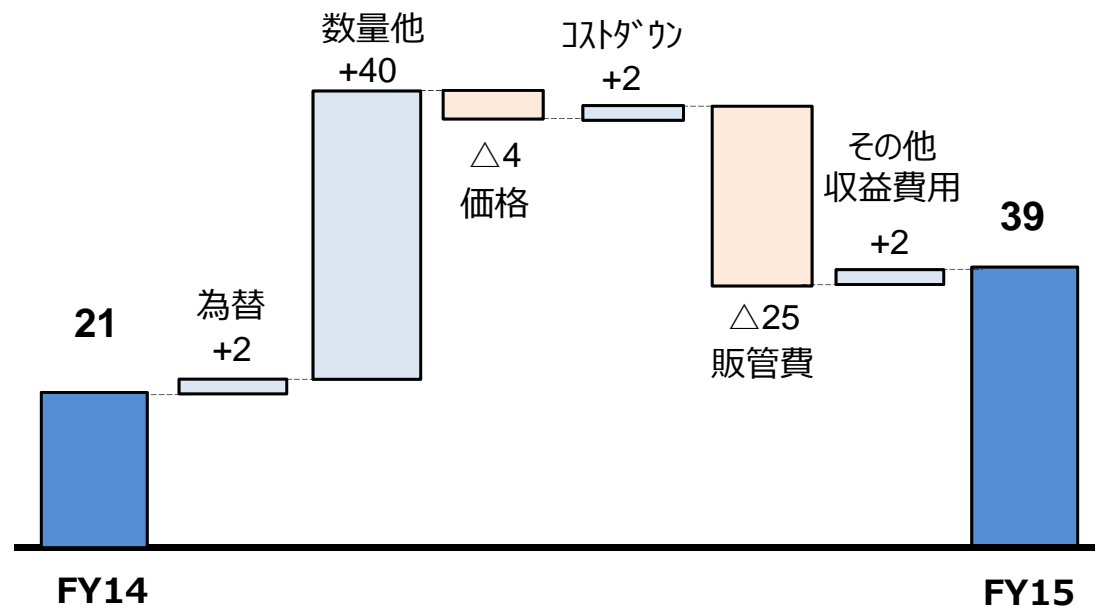 数量他
+40
ｺｽﾄﾀﾞｳﾝ
+2
△4
価格
その他
収益費用
+2
39
21
為替
+2
△25
販管費
FY14
FY15